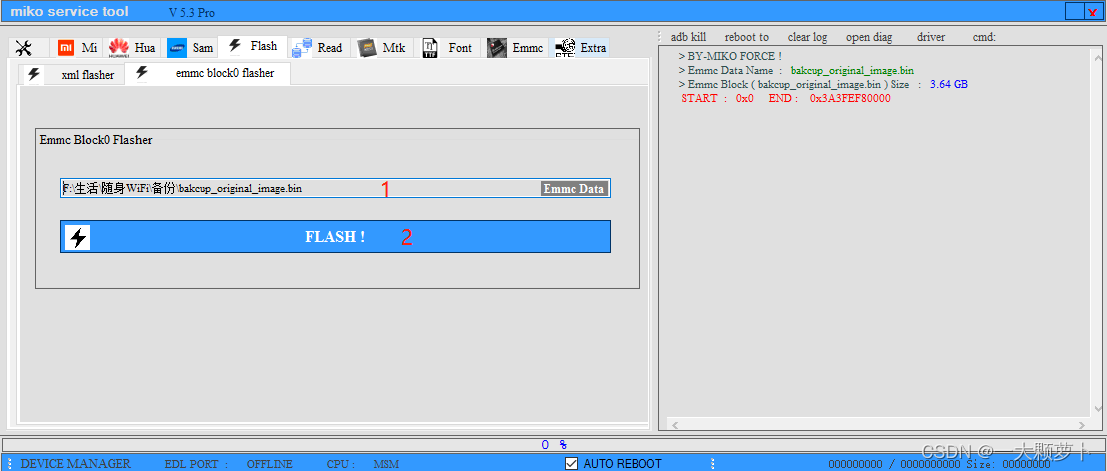 miko service tool V 5.3 Pro x
Mi Hua Sam Flash Read Mtk Font Emmc Extra
HUAWEI
xml flasher emmc block0 flasher
Emmc Block0 Flasher
F:\生活\随身WiFi\备份\bakcup_original_image.bin 1 Emmc Data
FLASH ! 2
adb kill reboot to clear log open diag driver cmd:
> BY-MIKO FORCE !
> Emmc Data Name : bakcup_original_image.bin
> Emmc Block ( bakcup_original_image.bin ) Size : 3.64 GB
START : 0x0 END : 0x3A3FEF80000
0 %
DEVICE MANAGER EDL PORT : OFFLINE CPU : MSM AUTO REBOOT 000000000 / 0000000000 Size: 00000000
CSDN @一大颗萝卜